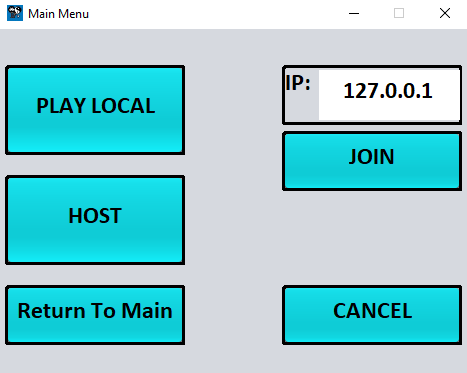 Main Menu
PLAY LOCAL
IP: 127.0.0.1
JOIN
HOST
Return To Main
CANCEL